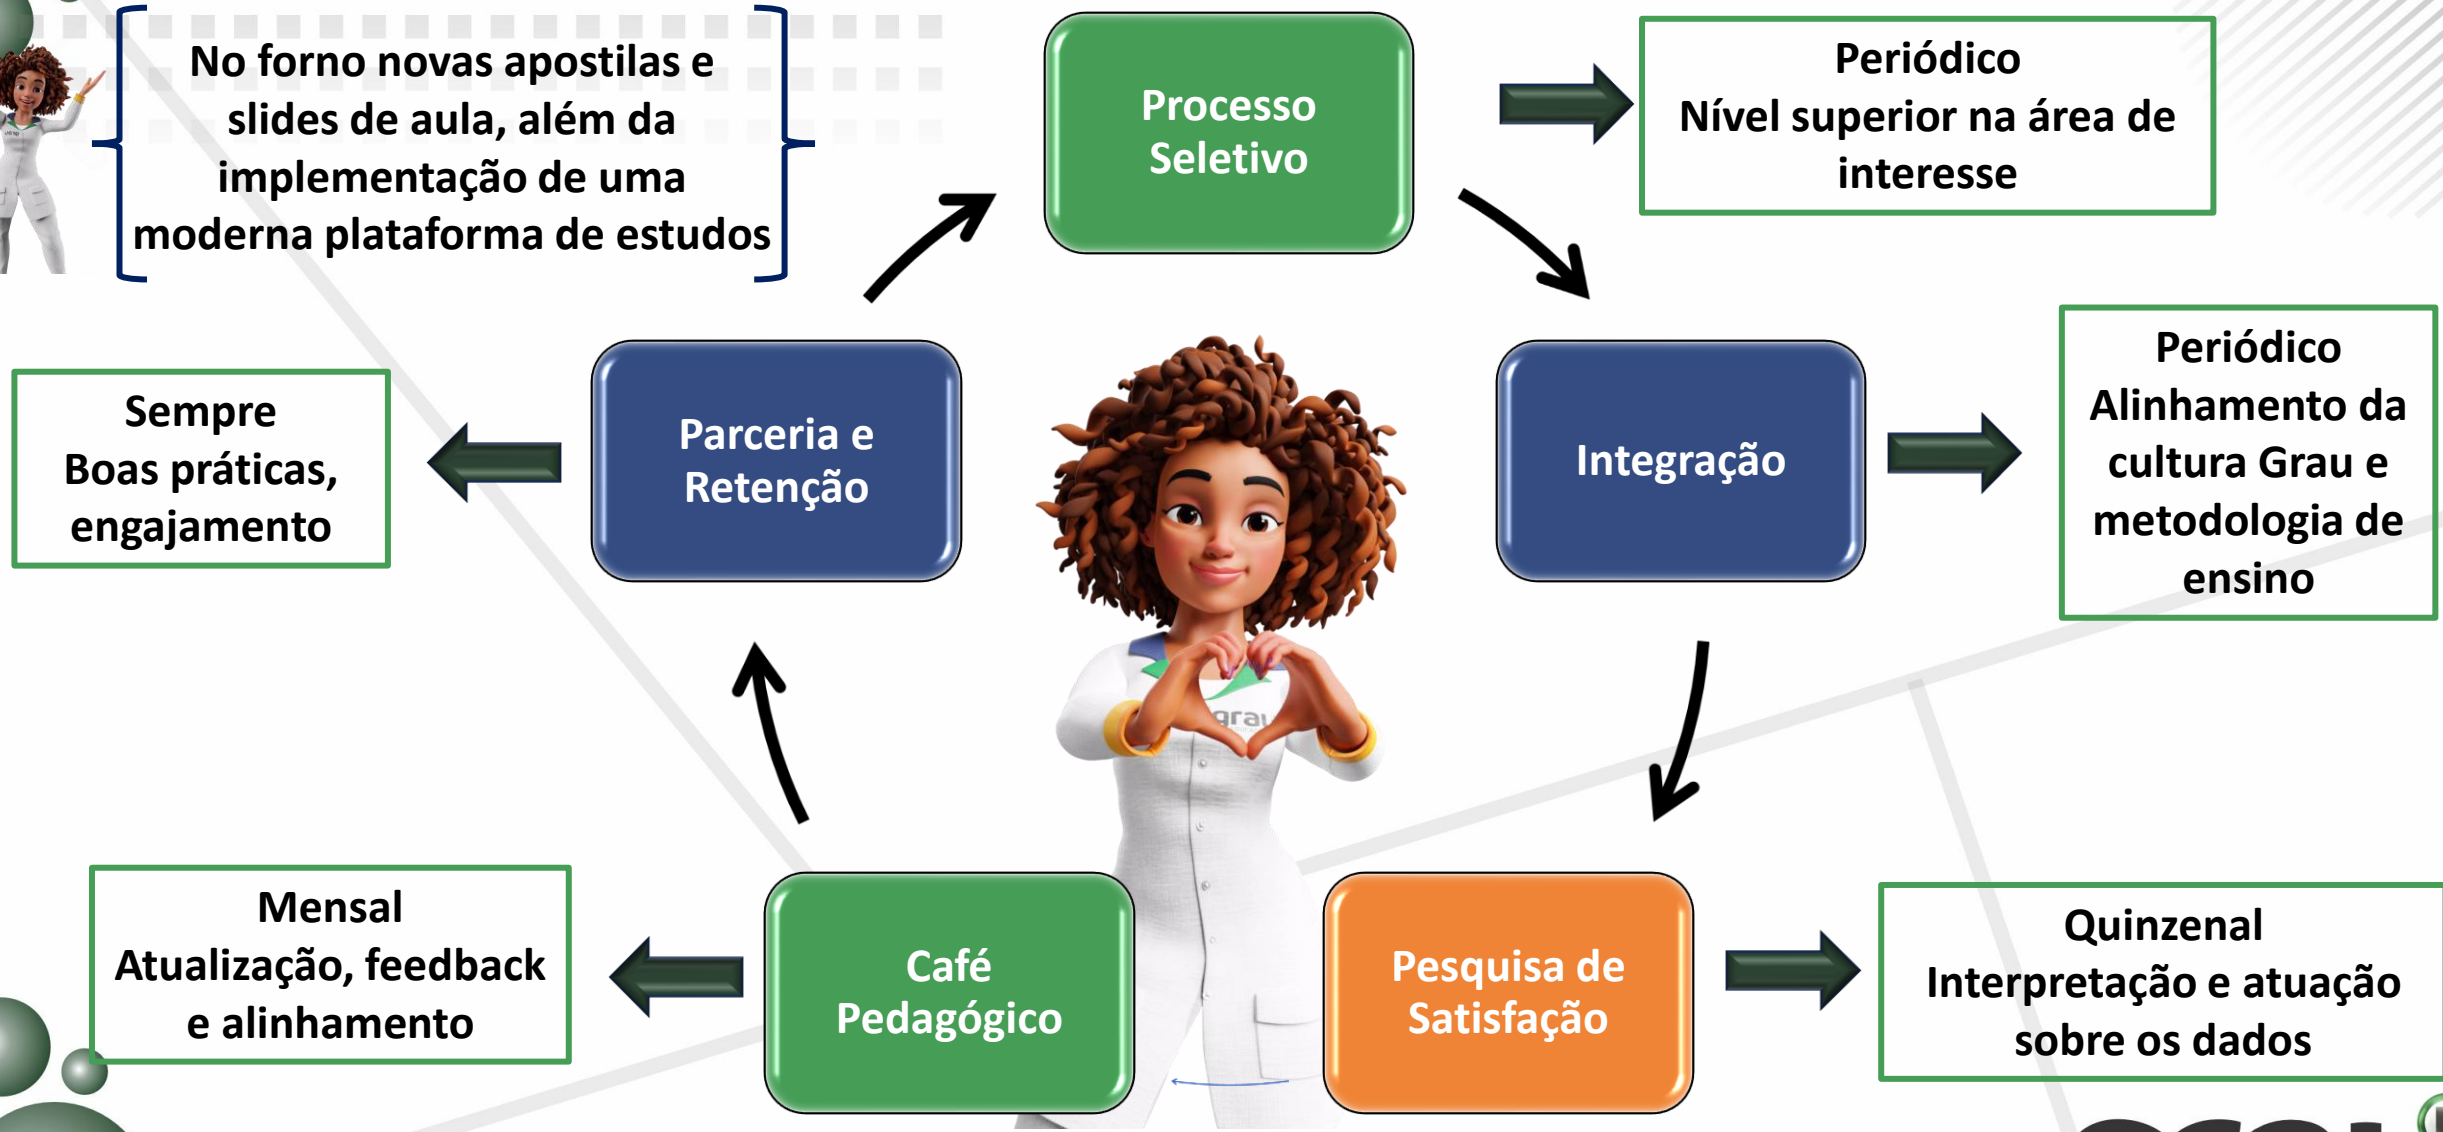 No forno novas apostilas e
slides de aula, além da
implementação de uma
moderna plataforma de estudos
Processo
Seletivo
Periódico
Nível superior na área de
interesse
Integração
Periódico
Alinhamento da
cultura Grau e
metodologia de
ensino
Pesquisa de
Satisfação
Quinzenal
Interpretação e atuação
sobre os dados
Café
Pedagógico
Mensal
Atualização, feedback
e alinhamento
Parceria e
Retenção
Sempre
Boas práticas,
engajamento
grau